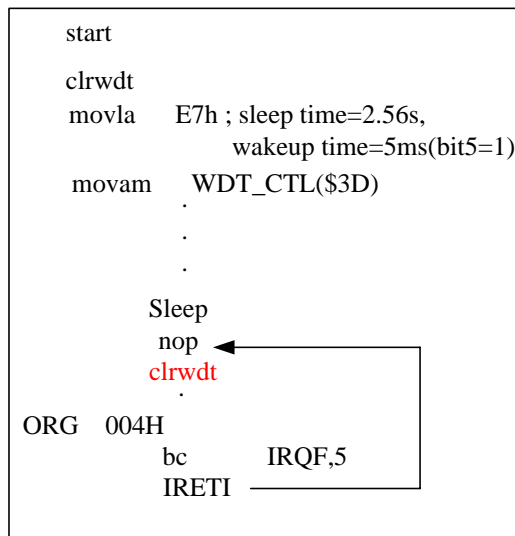 start
clrwdt
movla E7h ; sleep time=2.56s,
wakeup time=5ms(bit5=1)
movam WDT_CTL($3D)
.
.
.
Sleep
nop
clrwdt
.
ORG 004H
bc IRQF,5
IRETI